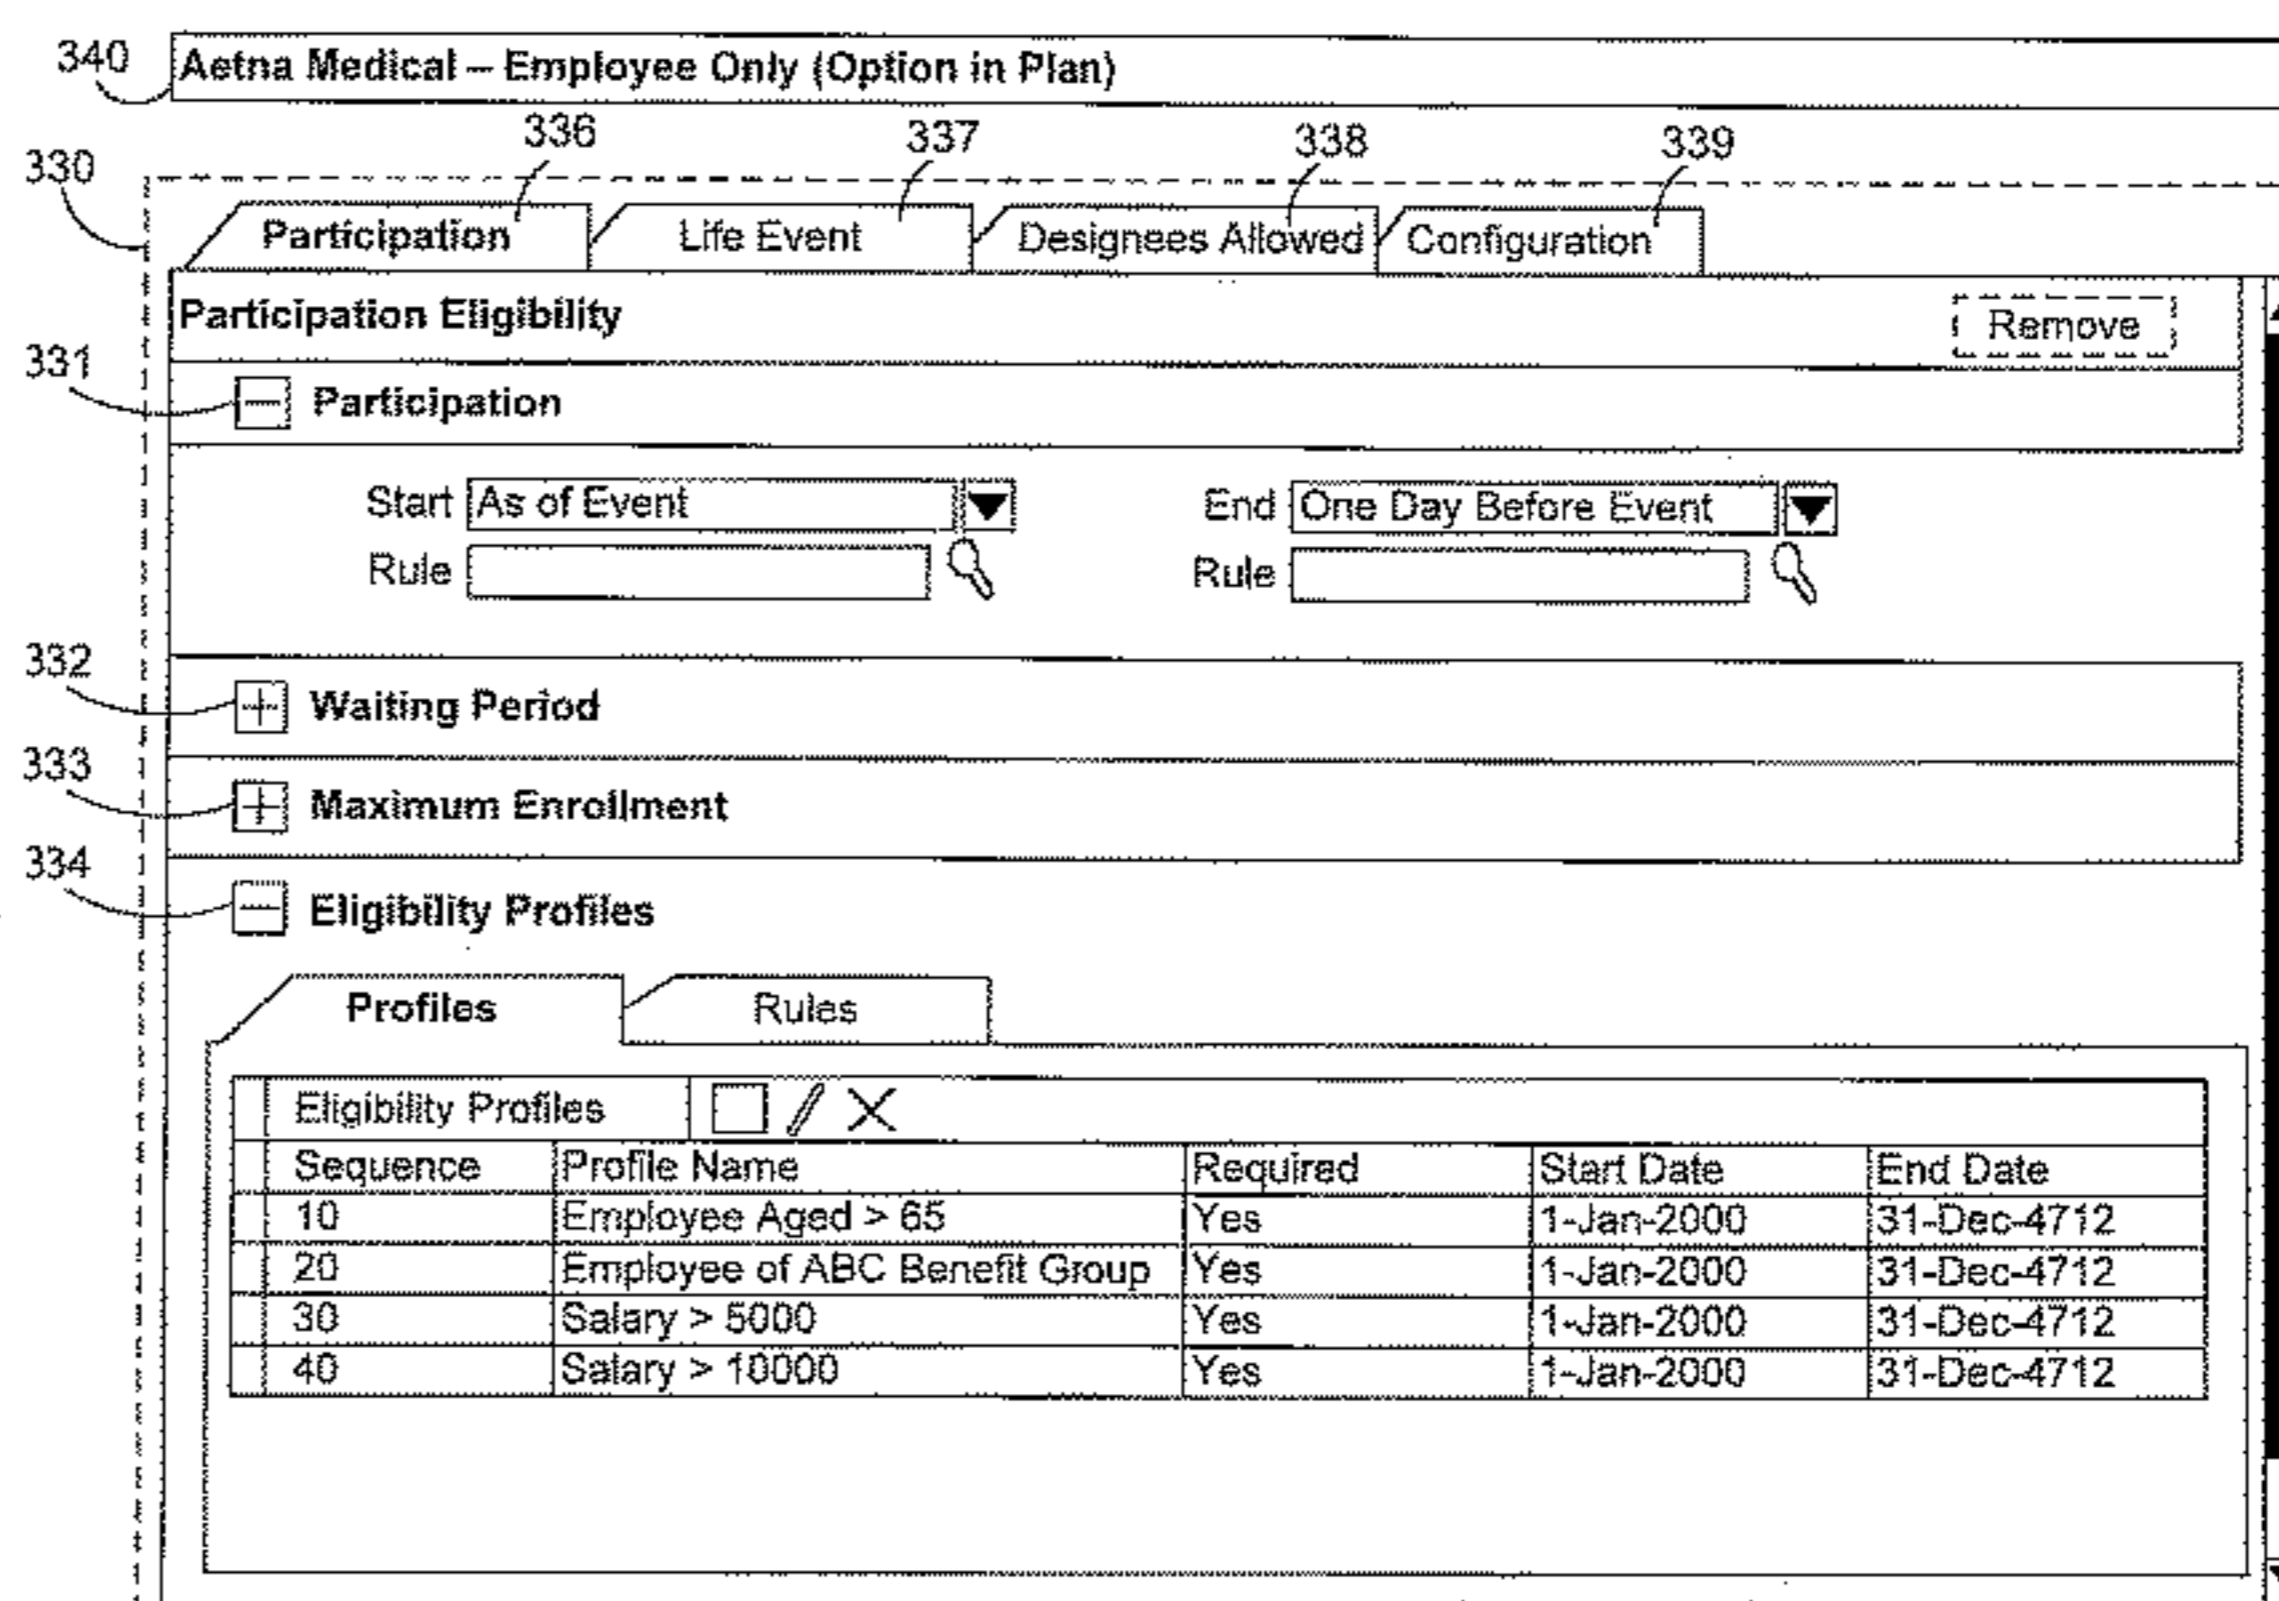 340 Aetna Medical – Employee Only (Option in Plan)
336 337 338 339
330
Participation Life Event Designees Allowed Configuration
Participation Eligibility Remove
331
Participation
Start As of Event End One Day Before Event
Rule Rule
332
Waiting Period
333
Maximum Enrollment
334
Eligibility Profiles
Profiles Rules
Eligibility Profiles
Sequence Profile Name Required Start Date End Date
10 Employee Aged > 65 Yes 1-Jan-2000 31-Dec-4712
20 Employee of ABC Benefit Group Yes 1-Jan-2000 31-Dec-4712
30 Salary > 5000 Yes 1-Jan-2000 31-Dec-4712
40 Salary > 10000 Yes 1-Jan-2000 31-Dec-4712